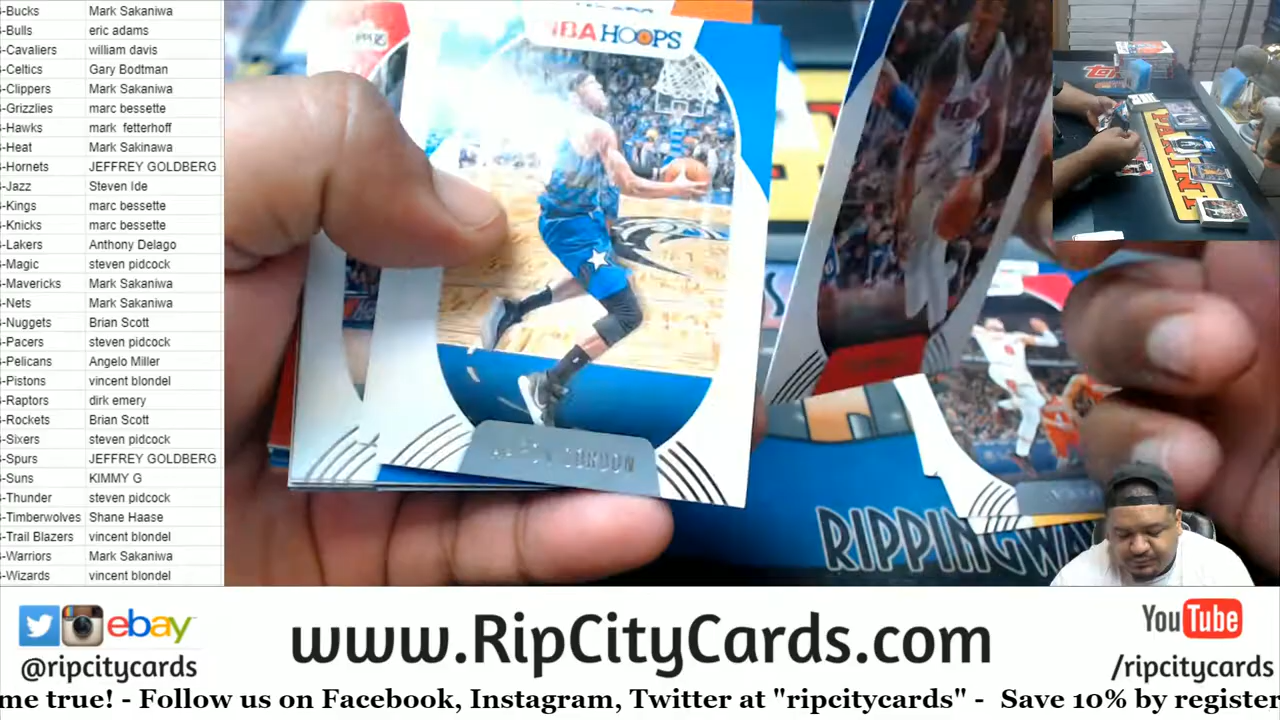 -Bucks Mark Sakaniwa
-Bulls eric adams
-Cavaliers william davis
-Celtics Gary Bodtman
-Clippers Mark Sakaniwa
-Grizzlies marc bessette
-Hawks mark fetterhoff
-Heat Mark Sakinawa
-Hornets JEFFREY GOLDBERG
-Jazz Steven Ide
-Kings marc bessette
-Knicks marc bessette
-Lakers Anthony Delago
-Magic steven pidcock
-Mavericks Mark Sakaniwa
-Nets Mark Sakaniwa
-Nuggets Brian Scott
-Pacers steven pidcock
-Pelicans Angelo Miller
-Pistons vincent blondel
-Raptors dirk emery
-Rockets Brian Scott
-Sixers steven pidcock
-Spurs JEFFREY GOLDBERG
-Suns KIMMY G
-Thunder steven pidcock
-Timberwolves Shane Haase
-Trail Blazers vincent blondel
-Warriors Mark Sakaniwa
-Wizards vincent blondel
NBA HOOPS
GORDON
PANINI
RIPPINGWA
ebay
@ripcitycards
www.RipCityCards.com
YouTube
/ripcitycards
me true! - Follow us on Facebook, Instagram, Twitter at "ripcitycards" - Save 10% by register